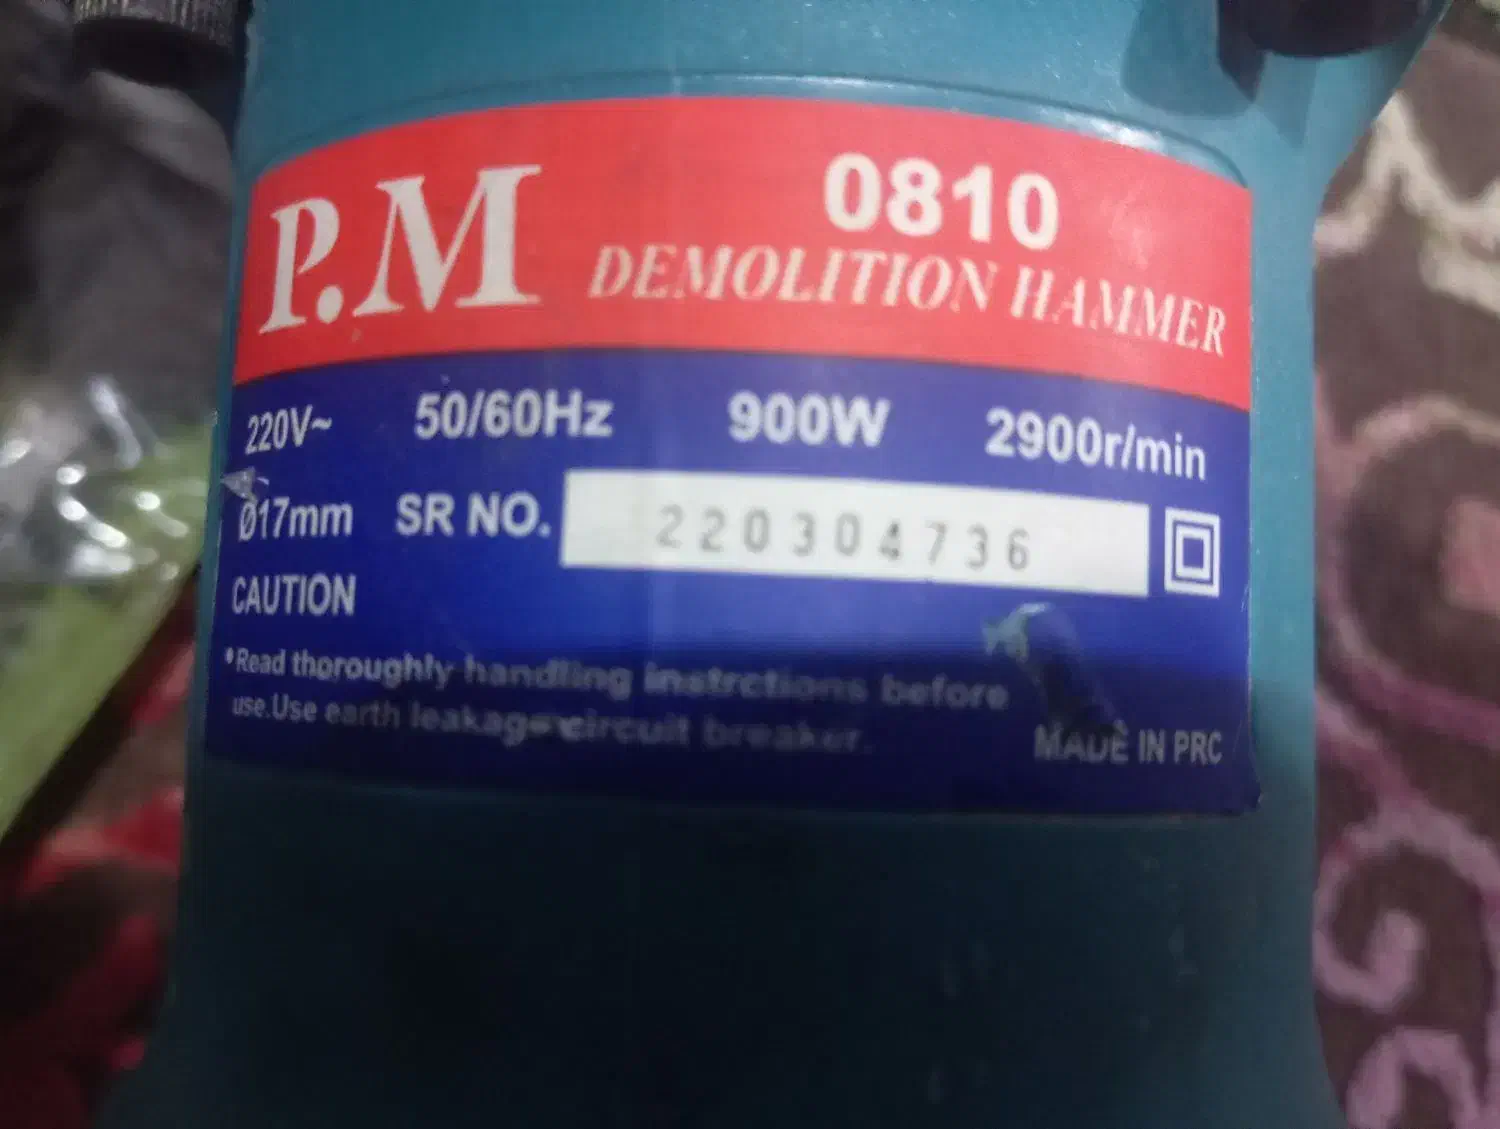 P.M
0810
DEMOLITION HAMMER
220V~ 50/60Hz 900W 2900r/min
Ø17mm SR NO. 220304736
CAUTION
*Read thoroughly handling instrctions before
use.Use earth leakage circuit breaker.
MADE IN PRC